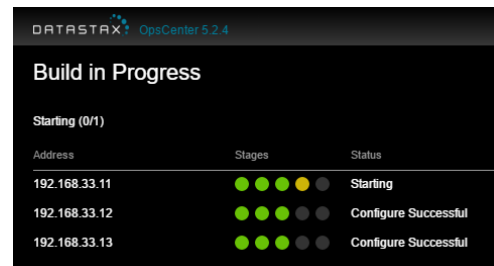 DATASTAX OpsCenter 5.2.4
Build in Progress
Starting (0/1)
Address Stages Status
192.168.33.11 Starting
192.168.33.12 Configure Successful
192.168.33.13 Configure Successful